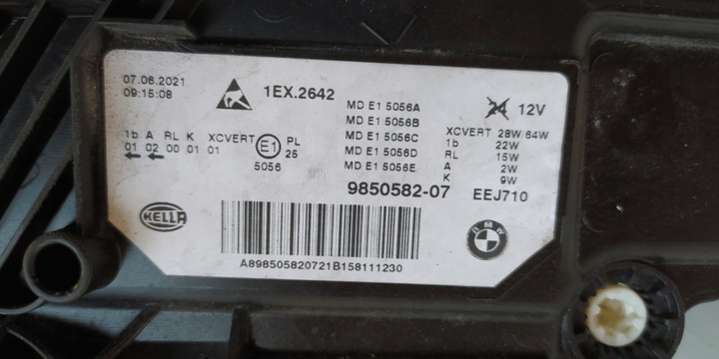 07.06.2021
09:15:08
1EX.2642
24 12V
MD E1 5056A
MD E1 5056B
MD E1 5056C
MD E1 5056D
MD E1 5056E
XCVERT 28W/64W
1b 22W
RL 15W
A 2W
K 9W
1b A RL K XCVERT
01 02 00 01 01
E1
PL
25
5056
9850582-07 EEJ710
HELLA
BMW
A898505820721B158111230